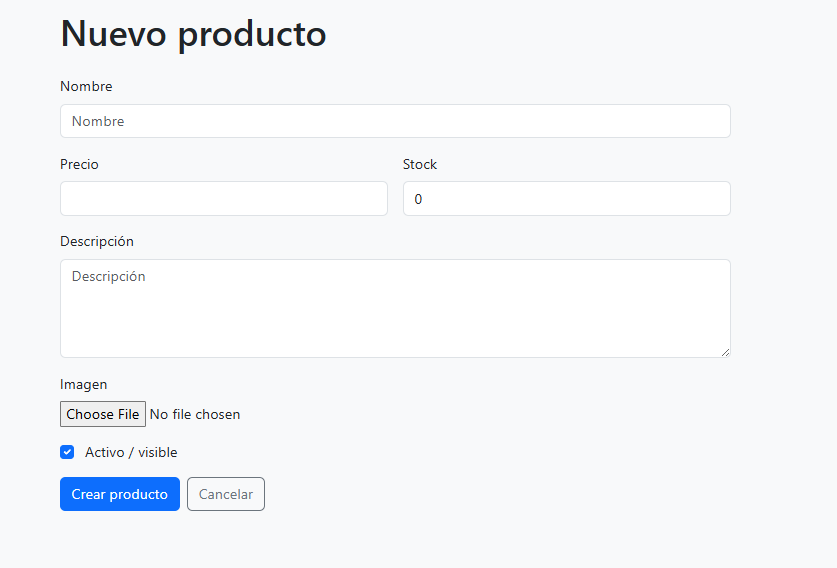 Nuevo producto
Nombre
Nombre
Precio Stock
0
Descripción
Descripción
Imagen
Choose File No file chosen
Activo / visible
Crear producto Cancelar